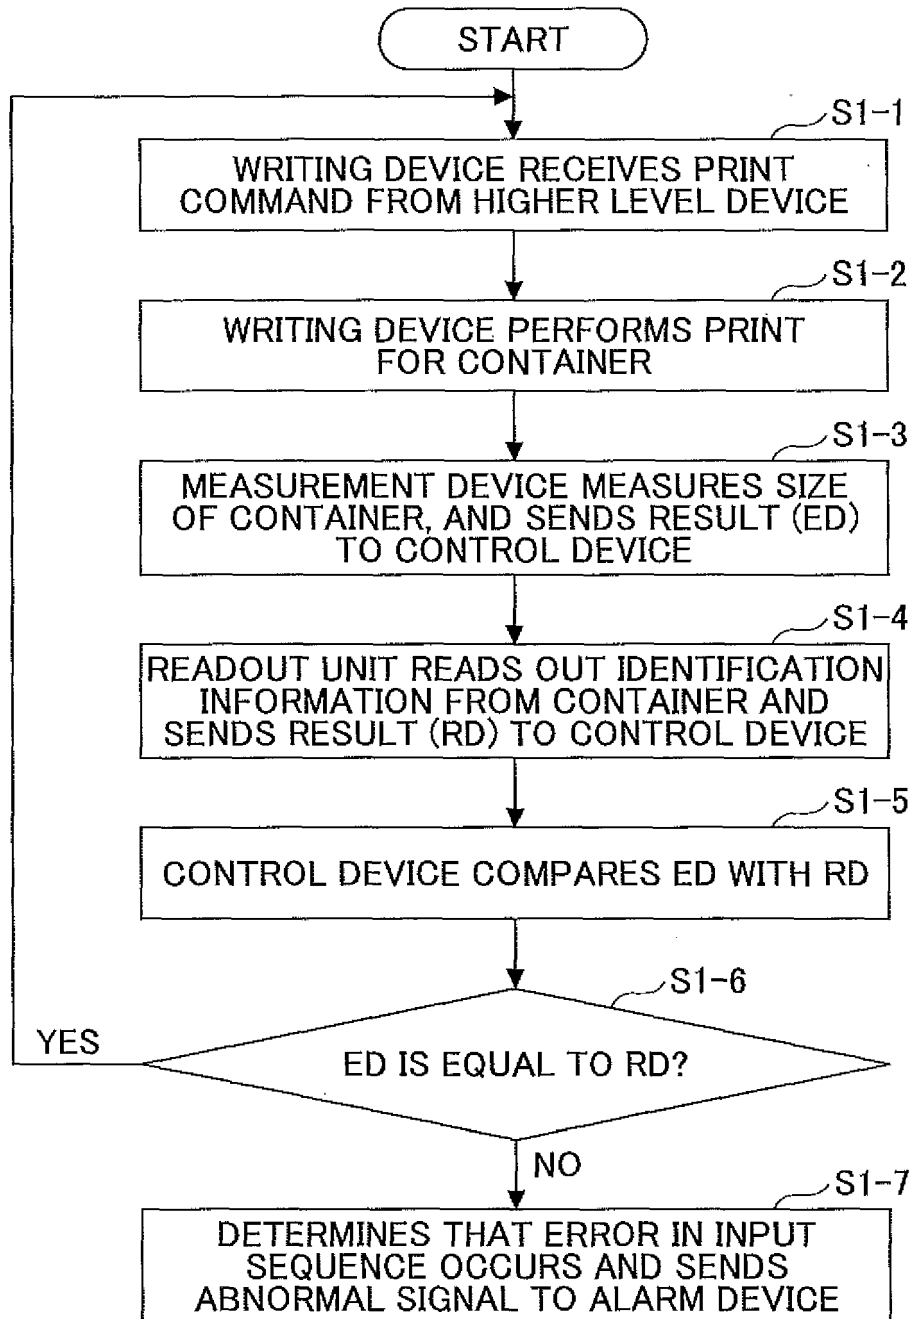 START
S1-1
WRITING DEVICE RECEIVES PRINT
COMMAND FROM HIGHER LEVEL DEVICE
S1-2
WRITING DEVICE PERFORMS PRINT
FOR CONTAINER
S1-3
MEASUREMENT DEVICE MEASURES SIZE
OF CONTAINER, AND SENDS RESULT (ED)
TO CONTROL DEVICE
S1-4
READOUT UNIT READS OUT IDENTIFICATION
INFORMATION FROM CONTAINER AND
SENDS RESULT (RD) TO CONTROL DEVICE
S1-5
CONTROL DEVICE COMPARES ED WITH RD
S1-6
YES
ED IS EQUAL TO RD?
NO
S1-7
DETERMINES THAT ERROR IN INPUT
SEQUENCE OCCURS AND SENDS
ABNORMAL SIGNAL TO ALARM DEVICE